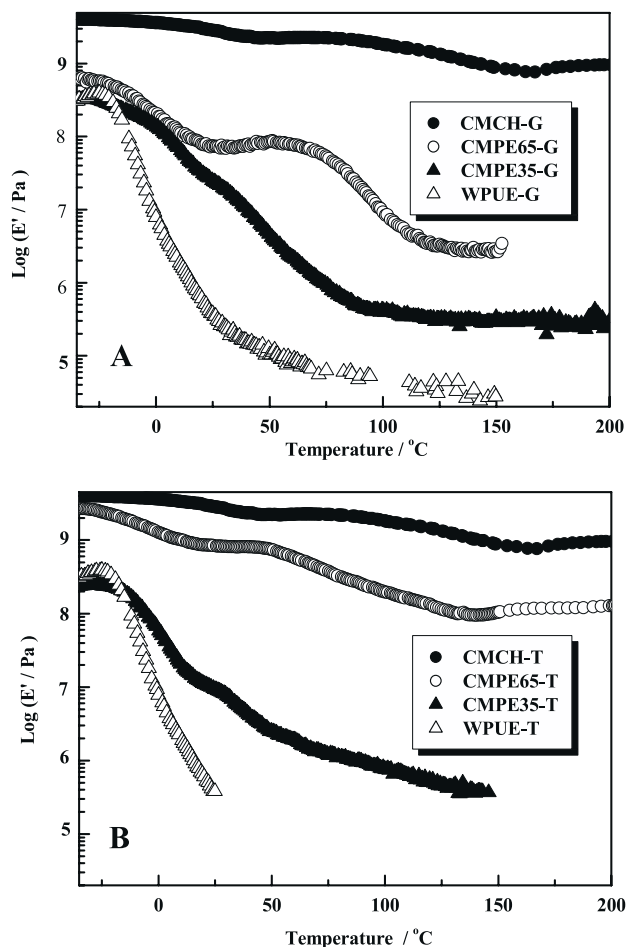 9
8
7
6
5
Log (E' / Pa)
CMCH-G
CMPE65-G
CMPE35-G
WPUE-G
A
0 50 100 150 200
Temperature / °C
9
8
7
6
5
Log (E' / Pa)
CMCH-T
CMPE65-T
CMPE35-T
WPUE-T
B
0 50 100 150 200
Temperature / °C